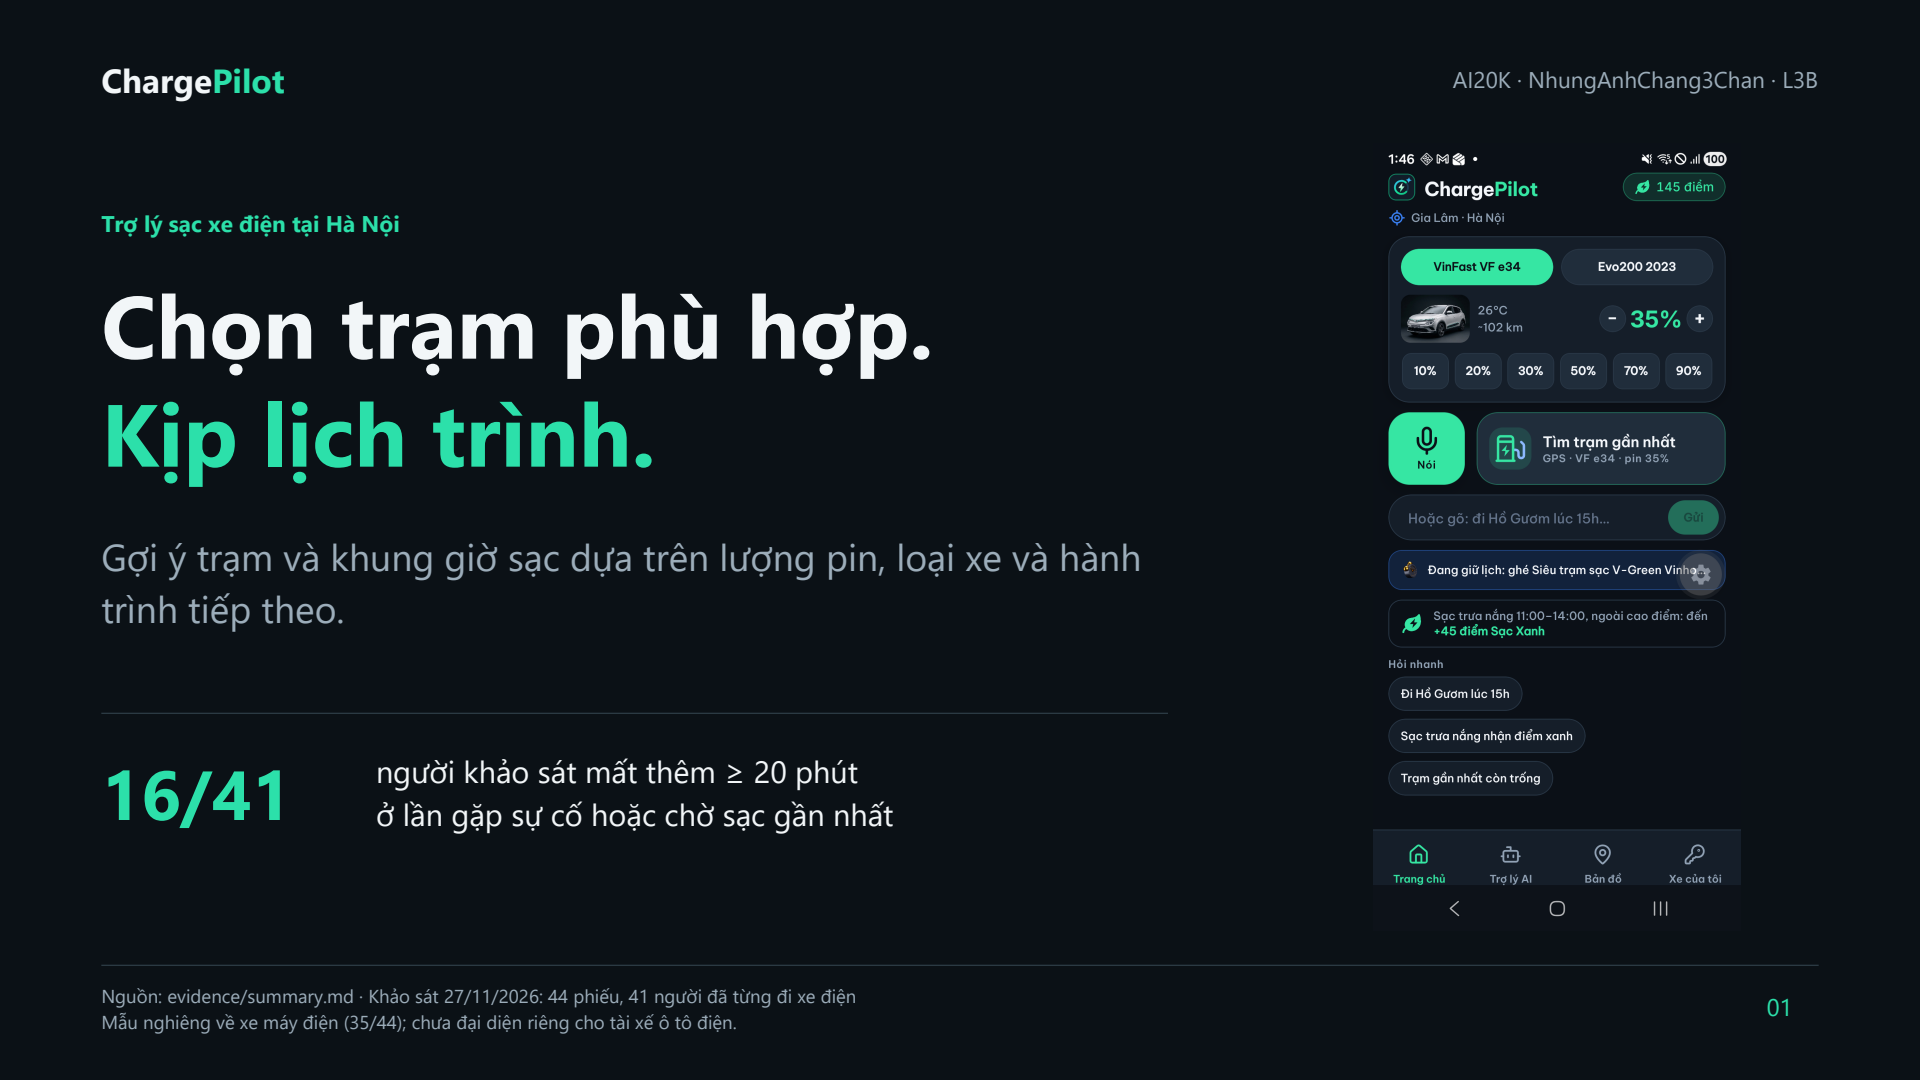 ChargePilot
AI20K · NhungAnhChang3Chan · L3B
Trợ lý sạc xe điện tại Hà Nội
Chọn trạm phù hợp.
Kịp lịch trình.
Gợi ý trạm và khung giờ sạc dựa trên lượng pin, loại xe và hành
trình tiếp theo.
16/41
người khảo sát mất thêm ≥ 20 phút
ở lần gặp sự cố hoặc chờ sạc gần nhất
1:46
100
ChargePilot
145 điểm
Gia Lâm · Hà Nội
VinFast VF e34
Evo200 2023
26°C
~102 km
- 35% +
10% 20% 30% 50% 70% 90%
Nói
Tìm trạm gần nhất
GPS · VF e34 · pin 35%
Hoặc gõ: đi Hồ Gươm lúc 15h...
Gửi
Đang giữ lịch: ghé Siêu trạm sạc V-Green Vinho...
Sạc trưa nắng 11:00–14:00, ngoài cao điểm: đến
+45 điểm Sạc Xanh
Hỏi nhanh
Đi Hồ Gươm lúc 15h
Sạc trưa nắng nhận điểm xanh
Trạm gần nhất còn trống
Trang chủ
Trợ lý AI
Bản đồ
Xe của tôi
Nguồn: evidence/summary.md · Khảo sát 27/11/2026: 44 phiếu, 41 người đã từng đi xe điện
Mẫu nghiêng về xe máy điện (35/44); chưa đại diện riêng cho tài xế ô tô điện.
01